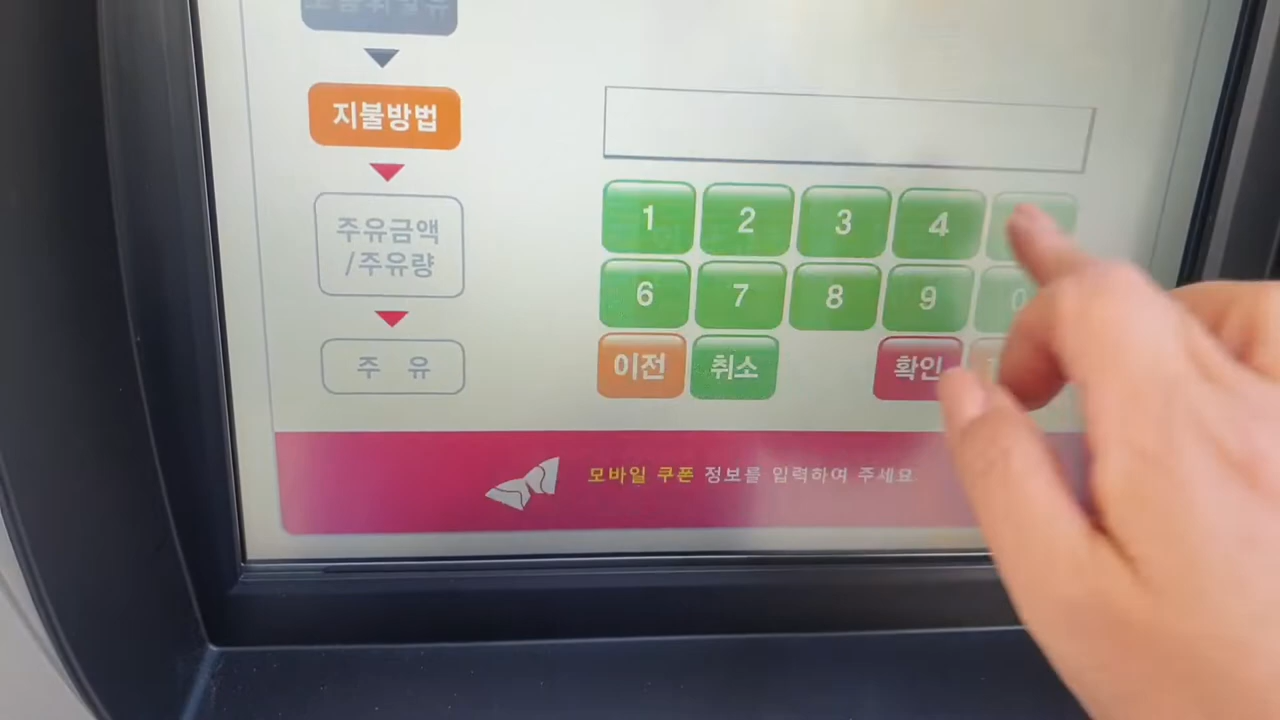 지불방법
주유금액
/주유량
주 유
1 2 3 4
6 7 8 9 0
이전 취소 확인
모바일 쿠폰 정보를 입력하여 주세요